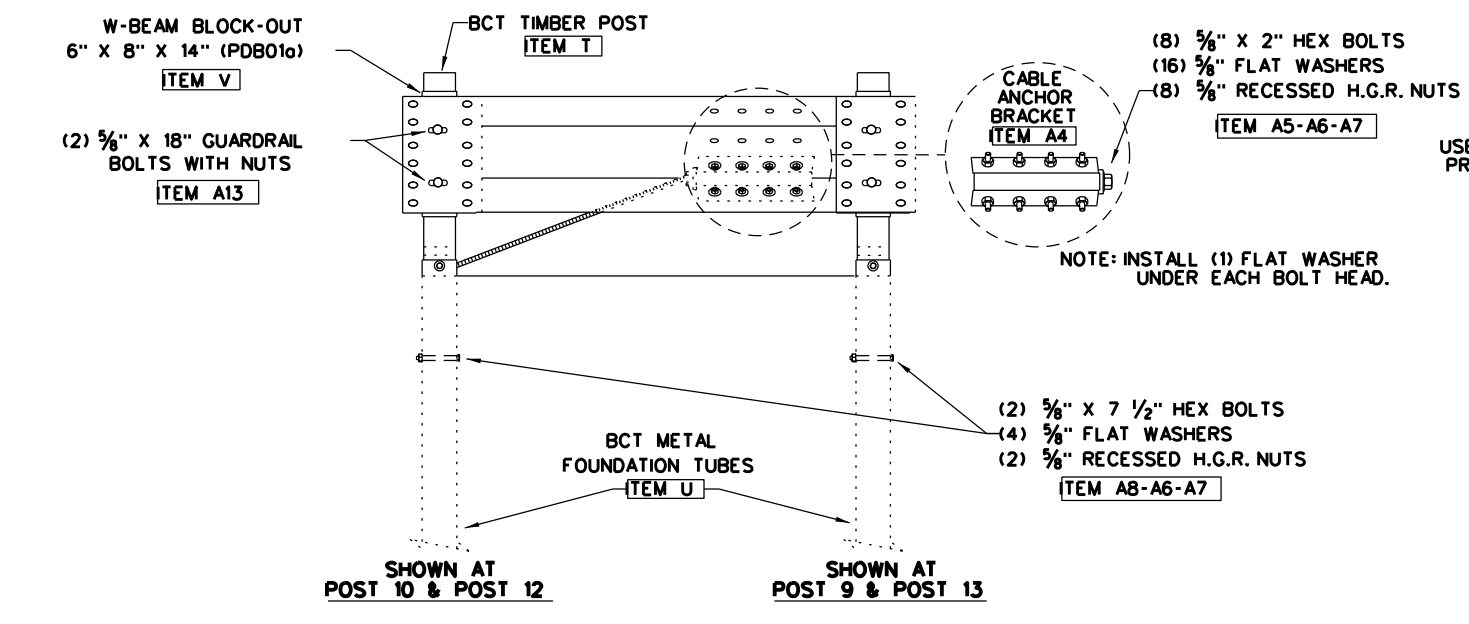 W-BEAM BLOCK-OUT
6" X 8" X 14" (PDB01a)
ITEM V
BCT TIMBER POST
ITEM T
(2) 5/8" X 18" GUARDRAIL
BOLTS WITH NUTS
ITEM A13
CABLE
ANCHOR
BRACKET
ITEM A4
(8) 5/8" X 2" HEX BOLTS
(16) 5/8" FLAT WASHERS
(8) 5/8" RECESSED H.G.R. NUTS
ITEM A5-A6-A7
USE
PR
NOTE: INSTALL (1) FLAT WASHER
UNDER EACH BOLT HEAD.
(2) 5/8" X 7 1/2" HEX BOLTS
(4) 5/8" FLAT WASHERS
(2) 5/8" RECESSED H.G.R. NUTS
ITEM A8-A6-A7
BCT METAL
FOUNDATION TUBES
ITEM U
SHOWN AT
POST 10 & POST 12
SHOWN AT
POST 9 & POST 13